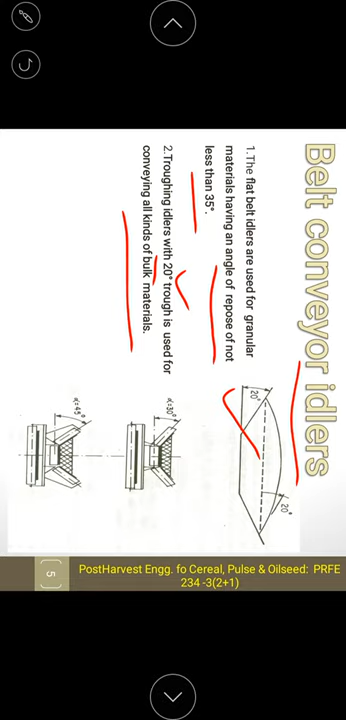 Belt conveyor idlers
1.The flat belt idlers are used for granular
materials having an angle of repose of not
less than 35°.
2.Troughing idlers with 20° trough is used for
conveying all kinds of bulk materials.
20°
20°
α=30°
α=45°
PostHarvest Engg. fo Cereal, Pulse & Oilseed: PRFE
234 -3(2+1)
5